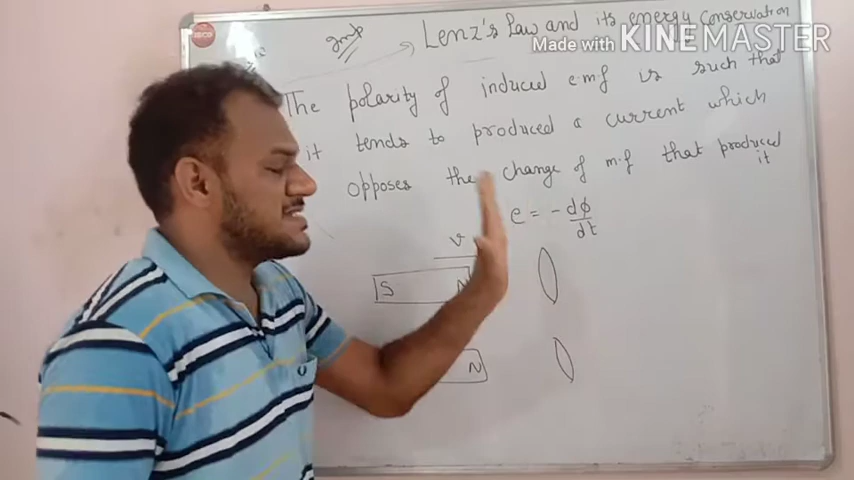 Imp → Lenz's Law and its energy conservation
Made with KINEMASTER
The polarity of induced e.m.f is such that
it tends to produced a current which
opposes the change of m.f that produced
it
e = - dϕ/dt
v
S N
N